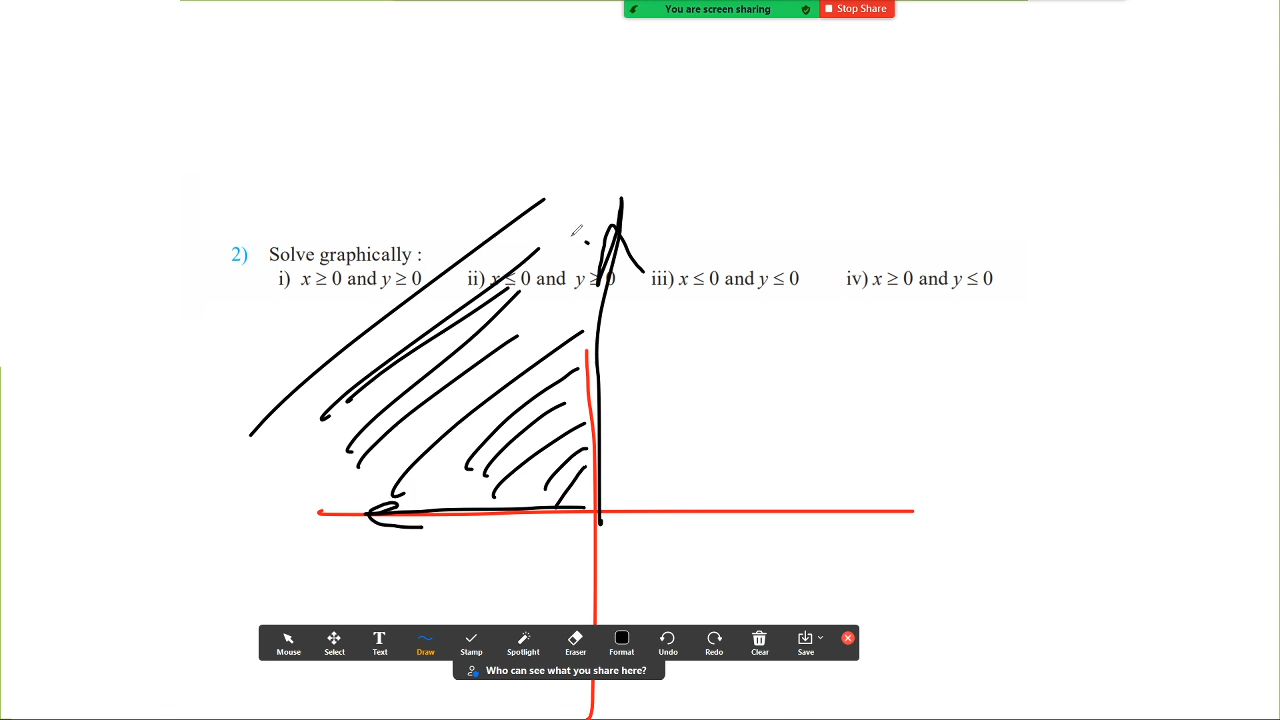 You are screen sharing Stop Share
2) Solve graphically :
i) x ≥ 0 and y ≥ 0 ii) x ≤ 0 and y ≥ 0 iii) x ≤ 0 and y ≤ 0 iv) x ≥ 0 and y ≤ 0
Mouse Select Text Draw Stamp Spotlight Eraser Format Undo Redo Clear Save
Who can see what you share here?